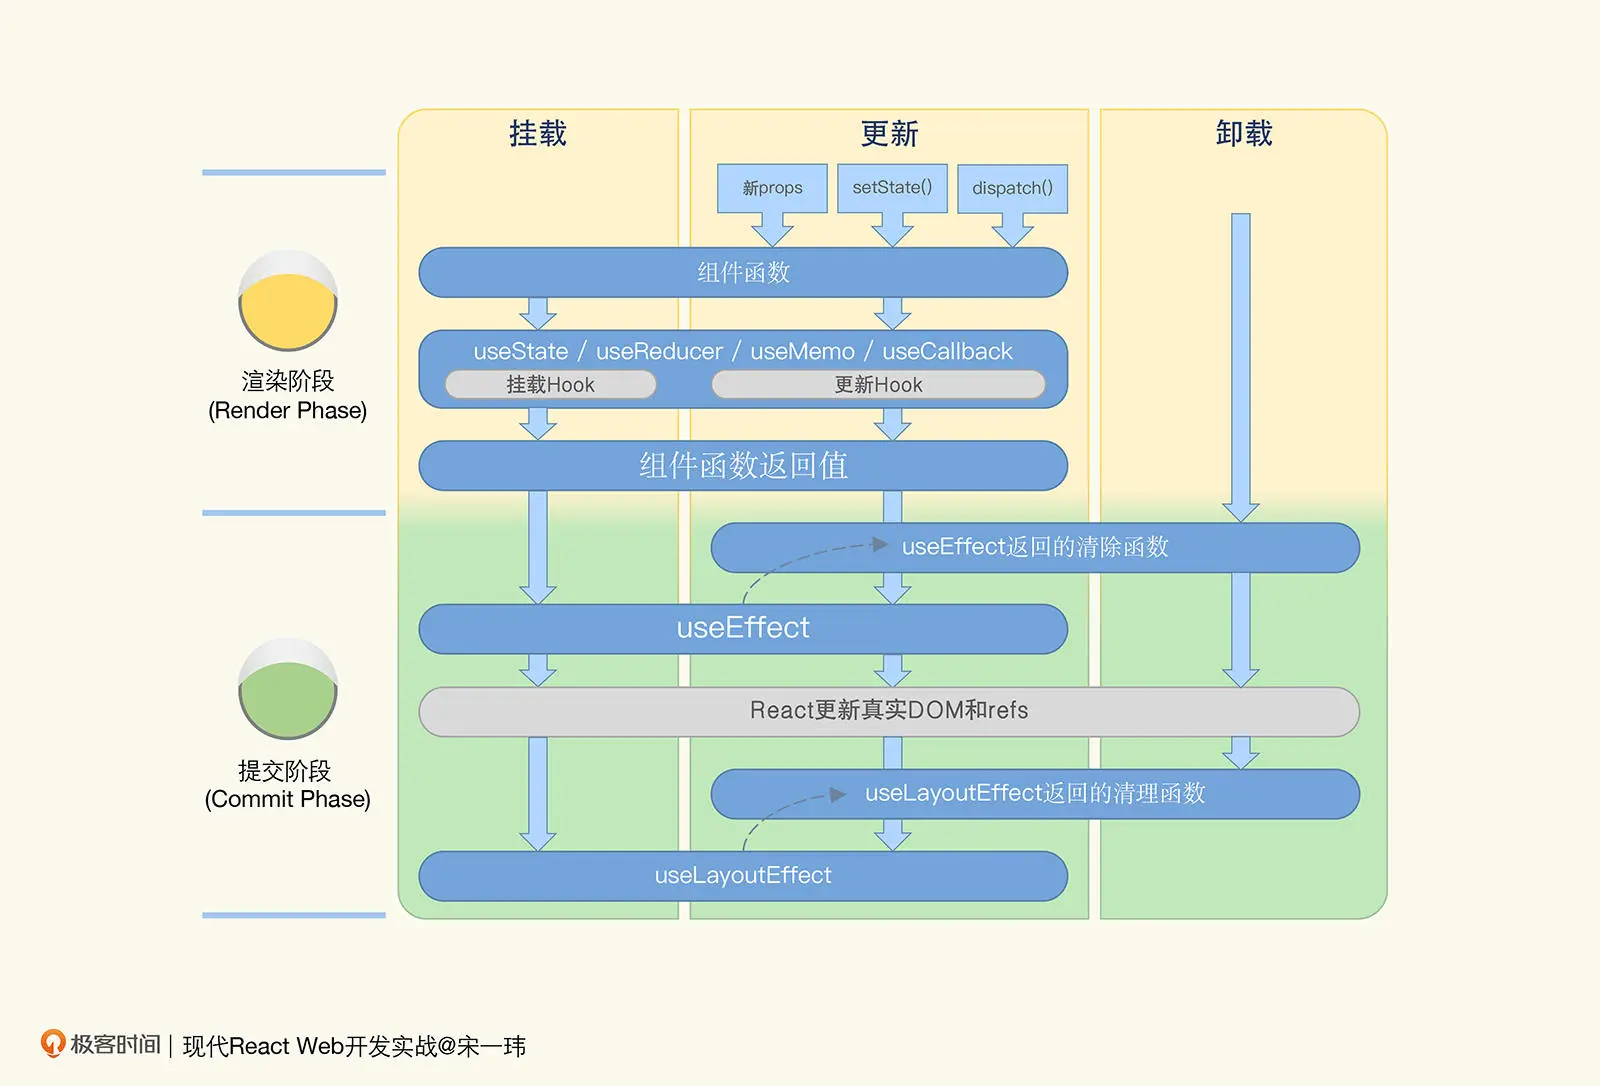 挂载
更新
卸载
新props
setState()
dispatch()
组件函数
useState / useReducer / useMemo / useCallback
挂载Hook
更新Hook
渲染阶段
(Render Phase)
组件函数返回值
useEffect返回的清除函数
useEffect
React更新真实DOM和refs
提交阶段
(Commit Phase)
useLayoutEffect返回的清理函数
useLayoutEffect
极客时间 | 现代React Web开发实战@宋一玮